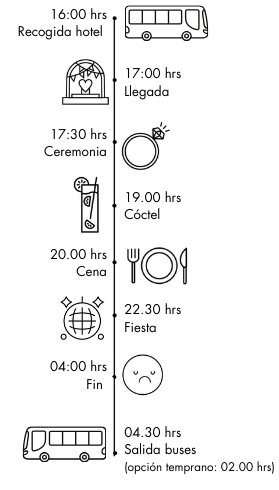 16:00 hrs
Recogida hotel
17:00 hrs
Llegada
17:30 hrs
Ceremonia
19.00 hrs
Cóctel
20.00 hrs
Cena
22.30 hrs
Fiesta
04:00 hrs
Fin
04.30 hrs
Salida buses
(opción temprano: 02.00 hrs)